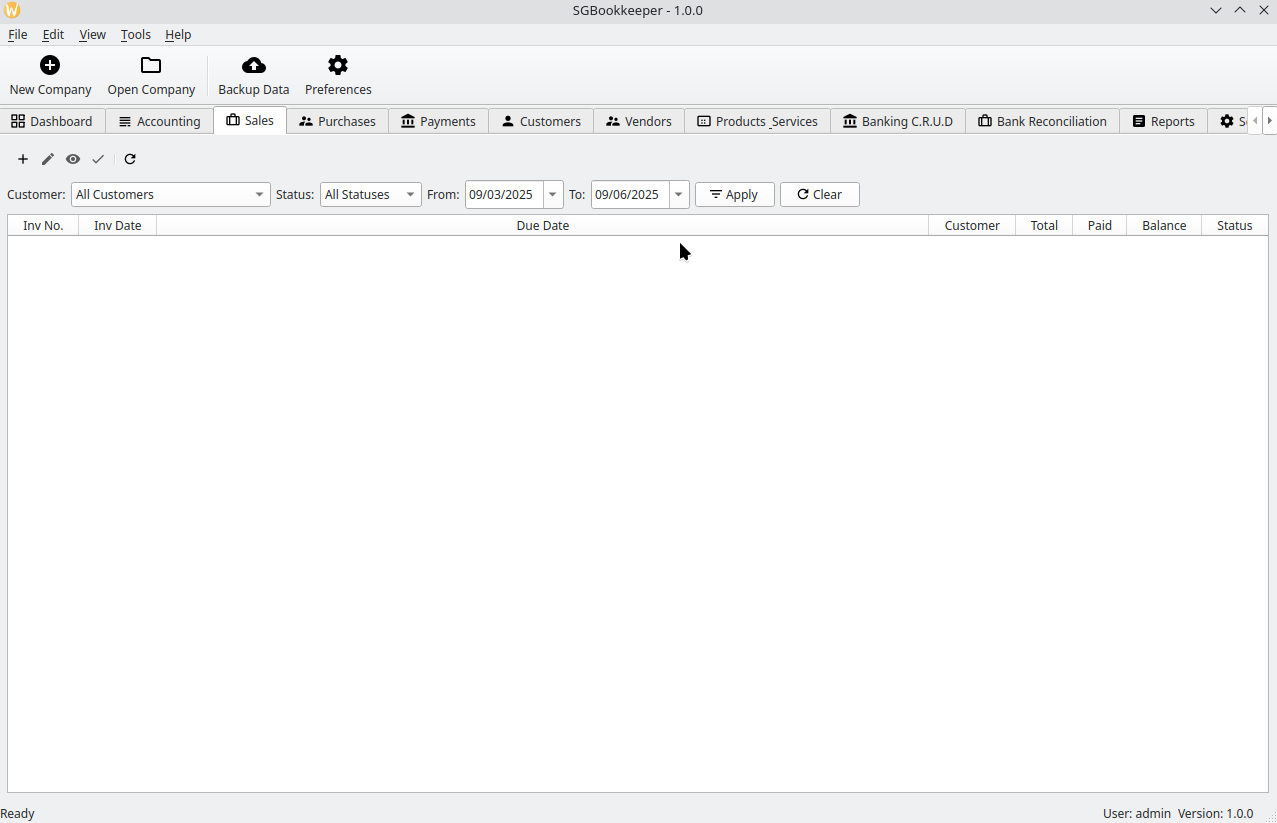 SGBookkeeper - 1.0.0
File Edit View Tools Help
New Company Open Company Backup Data Preferences
Dashboard Accounting Sales Purchases Payments Customers Vendors Products _Services Banking C.R.U.D Bank Reconciliation Reports
Customer: All Customers Status: All Statuses From: 09/03/2025 To: 09/06/2025 Apply Clear
Inv No. Inv Date Due Date Customer Total Paid Balance Status
Ready User: admin Version: 1.0.0